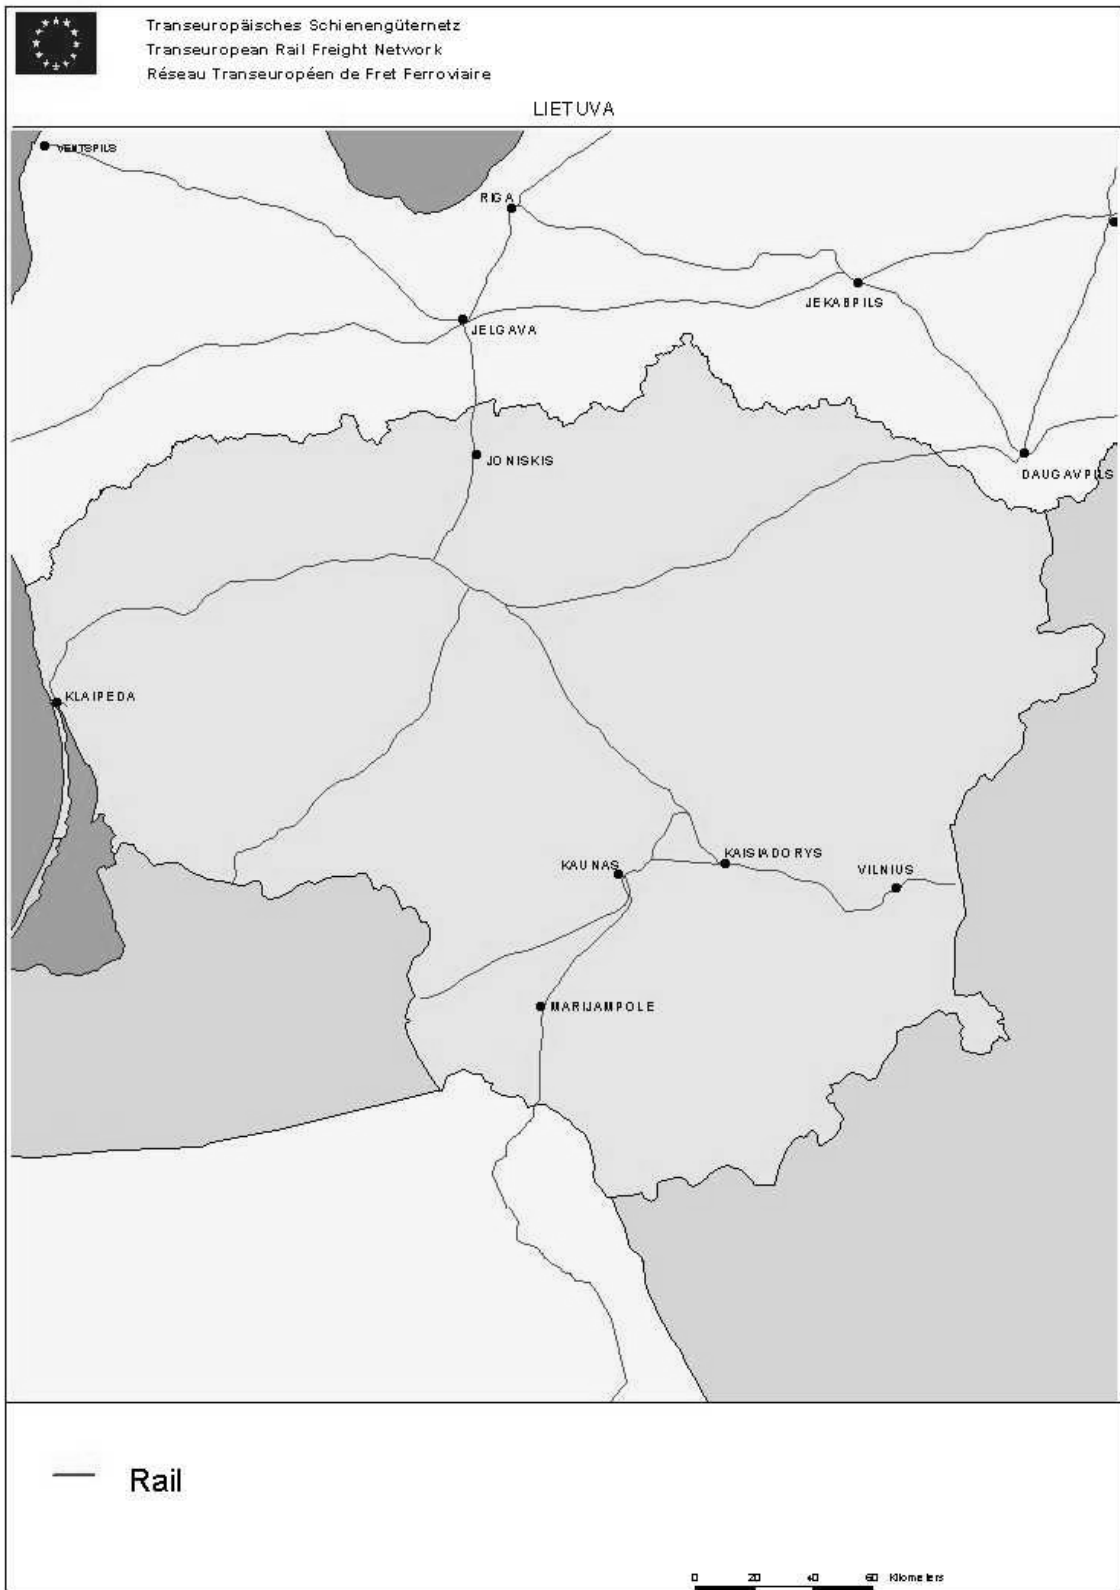 Transeuropäisches Schienengüternetz
Transeuropean Rail Freight Network
Réseau Transeuropéen de Fret Ferroviaire
LIETUVA
VENTSPILS
RIGA
JEKABPILS
JELGAVA
JONISKIS
DAUGAVPILS
KLAIPEDA
KAISIADORYS
KAUNAS
VILNIUS
MARIJAMPOLE
Rail
0 20 40 60 Kilometers